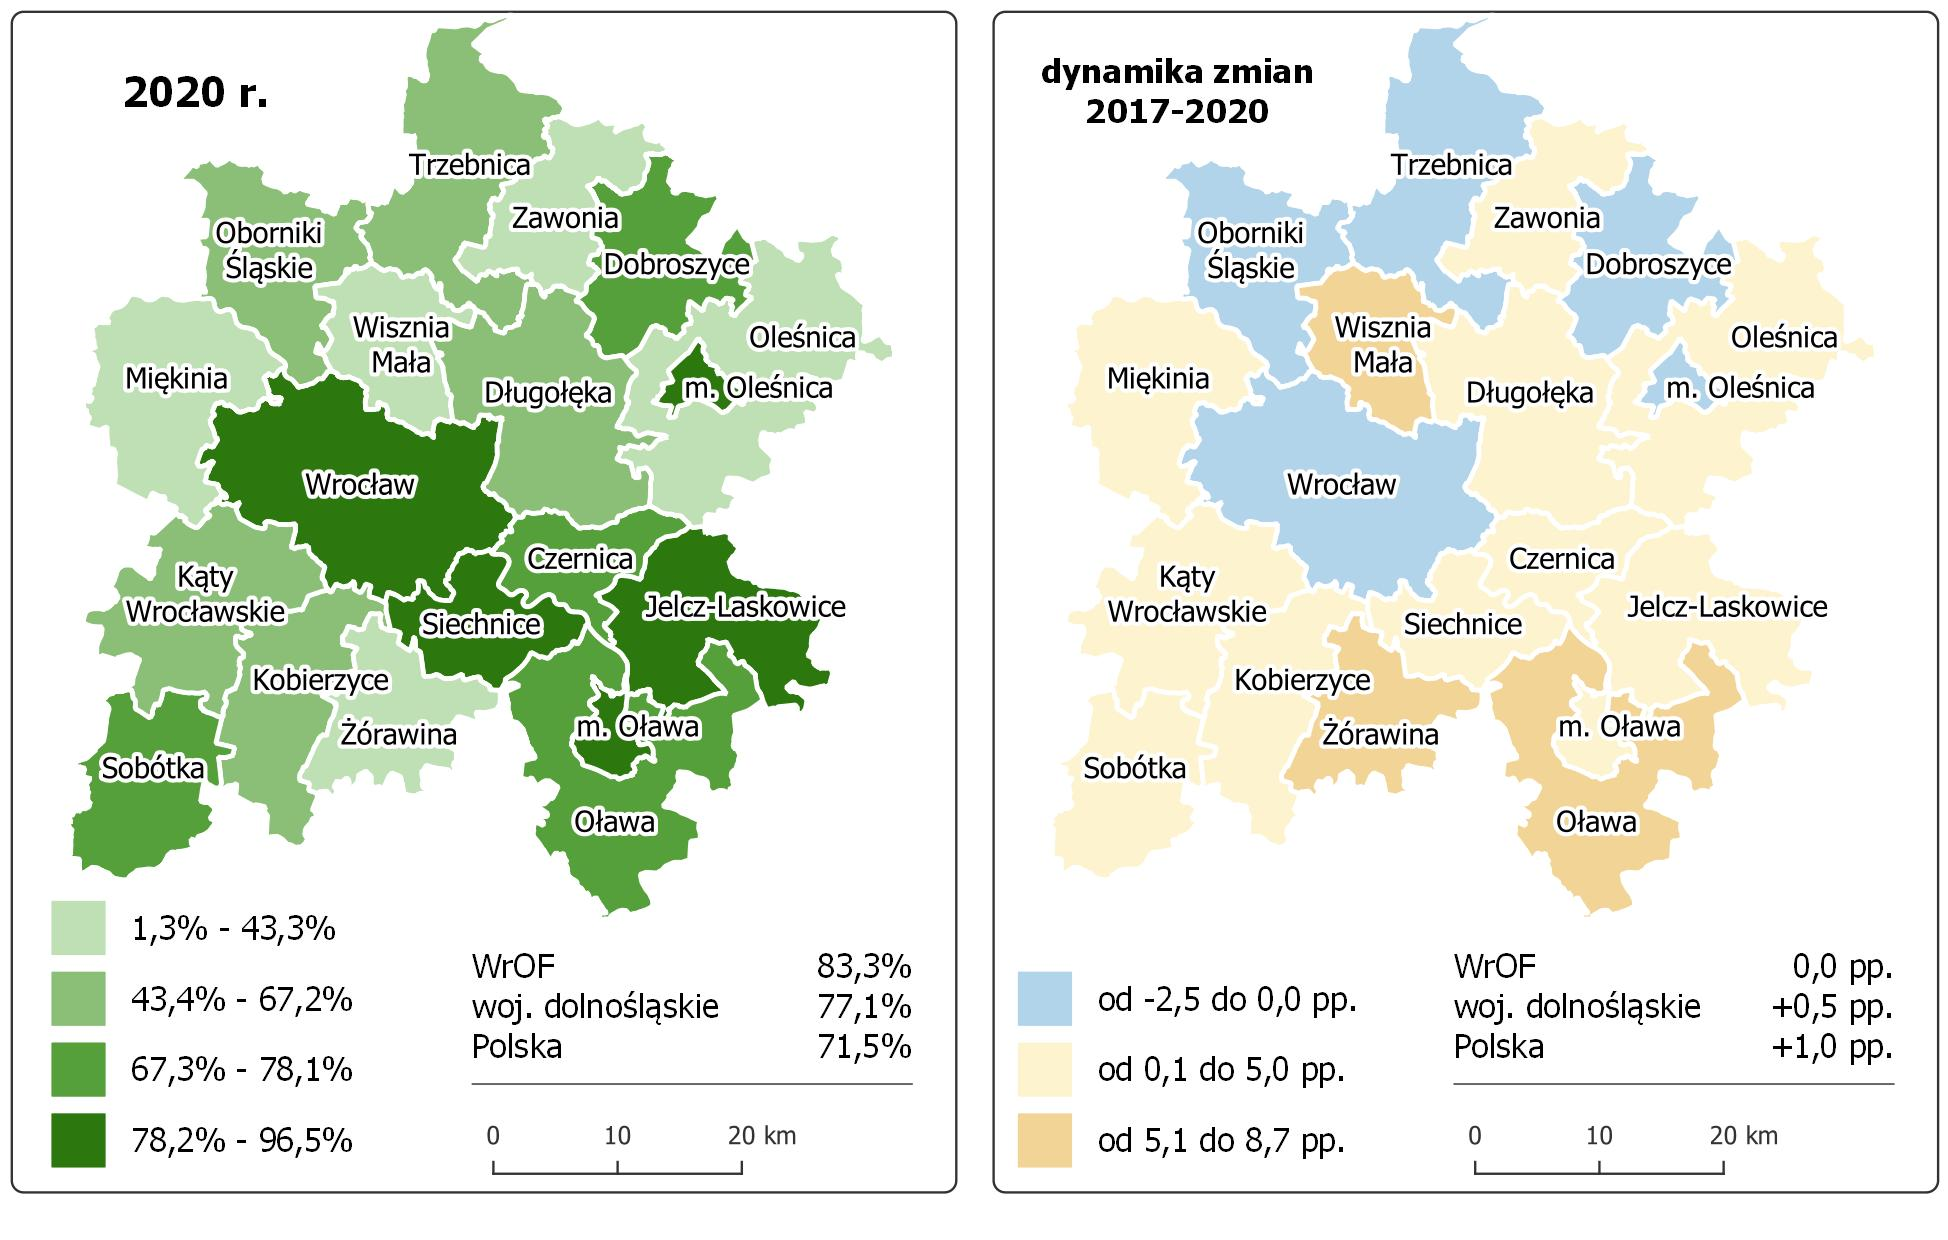 2020 r.
Trzebnica
Zawonia
Oborniki
Śląskie
Dobroszyce
Wisznia
Mała
Oleśnica
Miękinia
m. Oleśnica
Długołęka
Wrocław
Czernica
Kąty
Wrocławskie
Jelcz-Laskowice
Siechnice
Kobierzyce
m. Oława
Żórawina
Sobótka
Oława
1,3% - 43,3%
43,4% - 67,2%
67,3% - 78,1%
78,2% - 96,5%
WrOF 83,3%
woj. dolnośląskie 77,1%
Polska 71,5%
0 10 20 km
dynamika zmian
2017-2020
Trzebnica
Zawonia
Oborniki
Śląskie
Dobroszyce
Wisznia
Mała
Oleśnica
Miękinia
m. Oleśnica
Długołęka
Wrocław
Czernica
Kąty
Wrocławskie
Jelcz-Laskowice
Siechnice
Kobierzyce
m. Oława
Żórawina
Sobótka
Oława
od -2,5 do 0,0 pp.
od 0,1 do 5,0 pp.
od 5,1 do 8,7 pp.
WrOF 0,0 pp.
woj. dolnośląskie +0,5 pp.
Polska +1,0 pp.
0 10 20 km